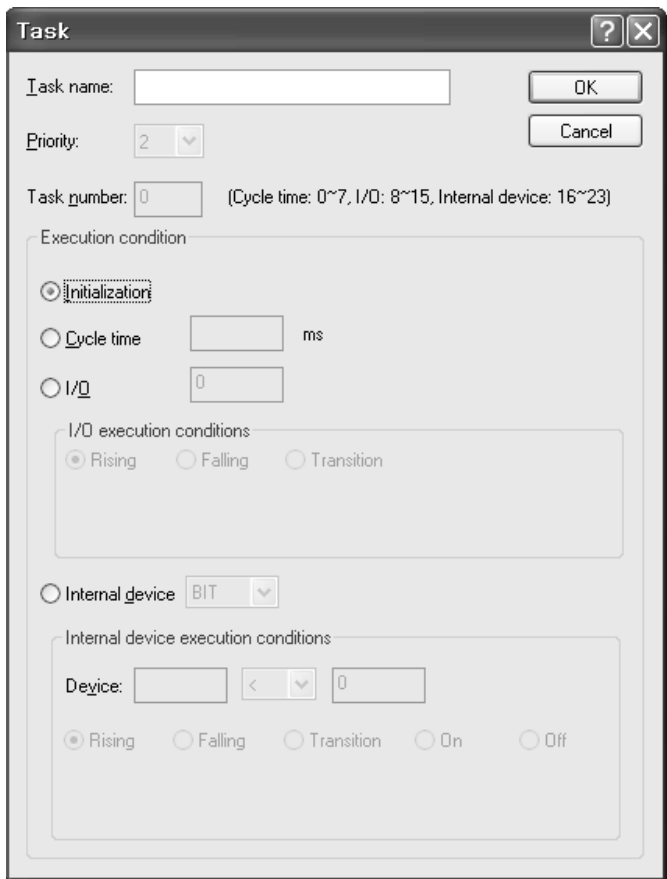 Task
Task name:
OK
Priority: 2
Cancel
Task number: 0 (Cycle time: 0~7, I/O: 8~15, Internal device: 16~23)
Execution condition
Initialization
Cycle time ms
I/O 0
I/O execution conditions
Rising Falling Transition
Internal device BIT
Internal device execution conditions
Device: < 0
Rising Falling Transition On Off